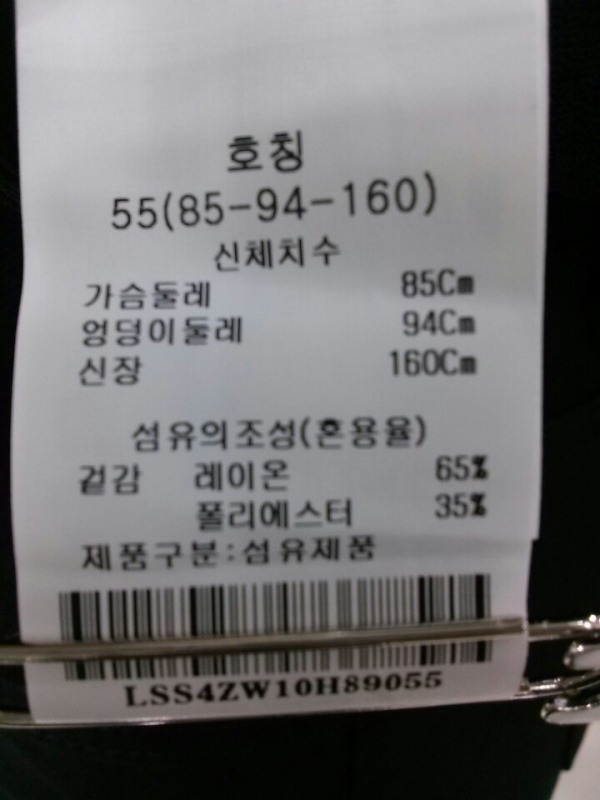 호칭
55(85-94-160)
신체치수
가슴둘레 85Cm
엉덩이둘레 94Cm
신장 160Cm
섬유의조성(혼용율)
겉감 레이온 65%
폴리에스터 35%
제품구분:섬유제품
LSS4ZW10H89055